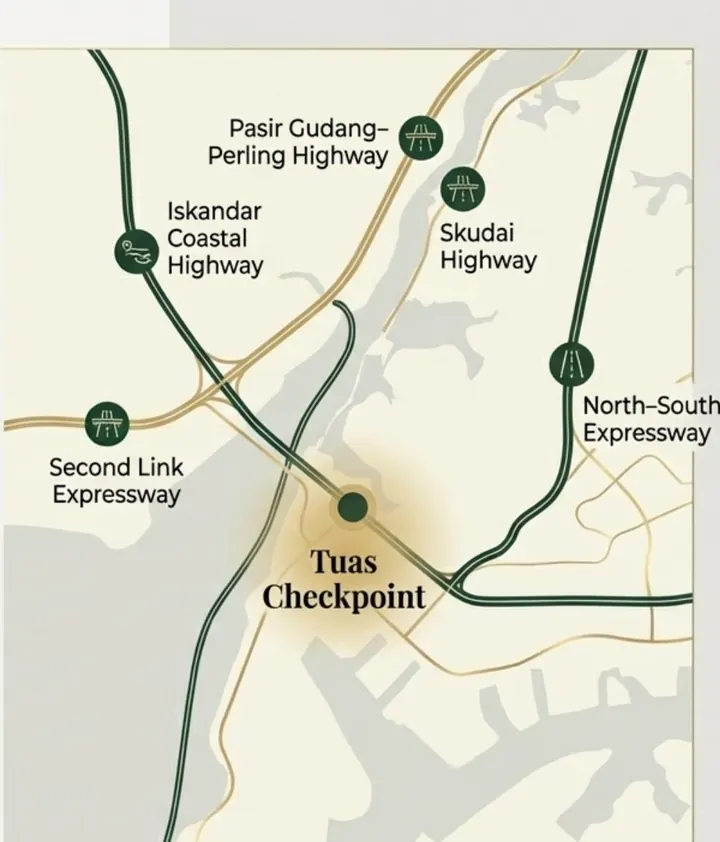 Pasir Gudang–
Perling Highway
Iskandar
Coastal
Highway
Skudai
Highway
North–South
Expressway
Second Link
Expressway
Tuas
Checkpoint